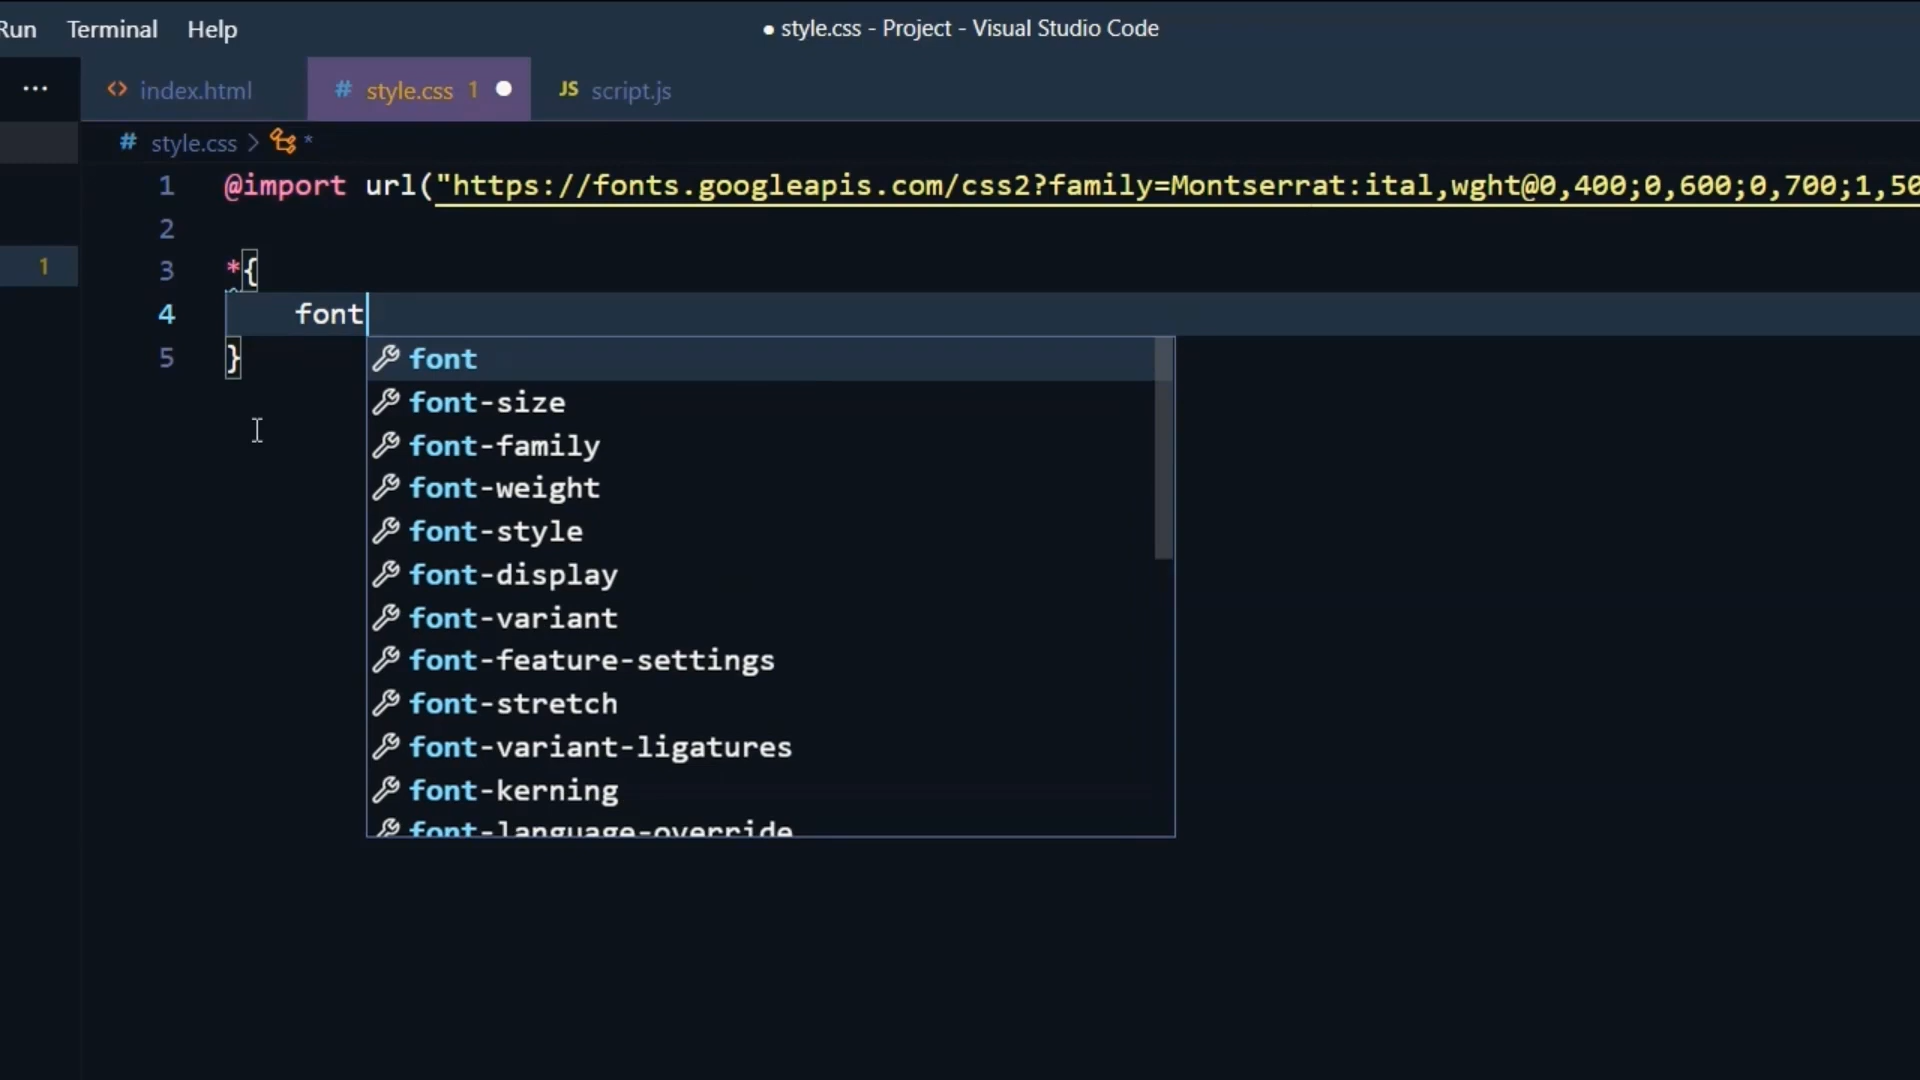 Run Terminal Help ● style.css - Project - Visual Studio Code
... <> index.html # style.css 1 ● JS script.js
# style.css > *
1 @import url("https://fonts.googleapis.com/css2?family=Montserrat:ital,wght@0,400;0,600;0,700;1,50
2
1 3 *{
4 font
5 }
font
font-size
font-family
font-weight
font-style
font-display
font-variant
font-feature-settings
font-stretch
font-variant-ligatures
font-kerning
font-language-override